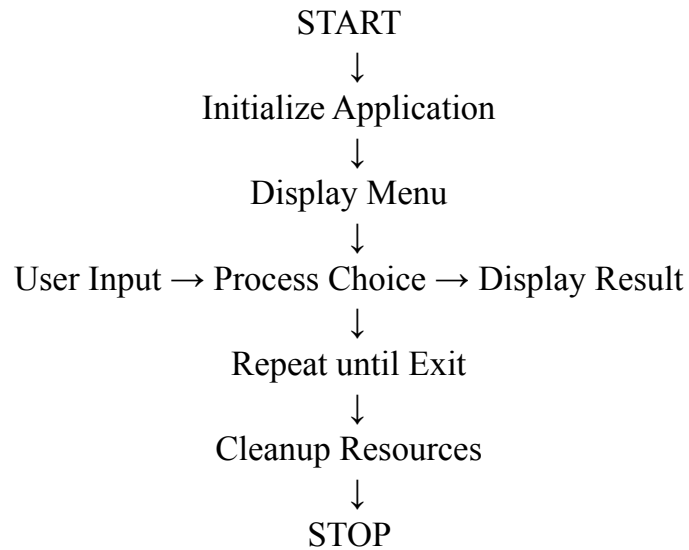 START
↓
Initialize Application
↓
Display Menu
↓
User Input → Process Choice → Display Result
↓
Repeat until Exit
↓
Cleanup Resources
↓
STOP